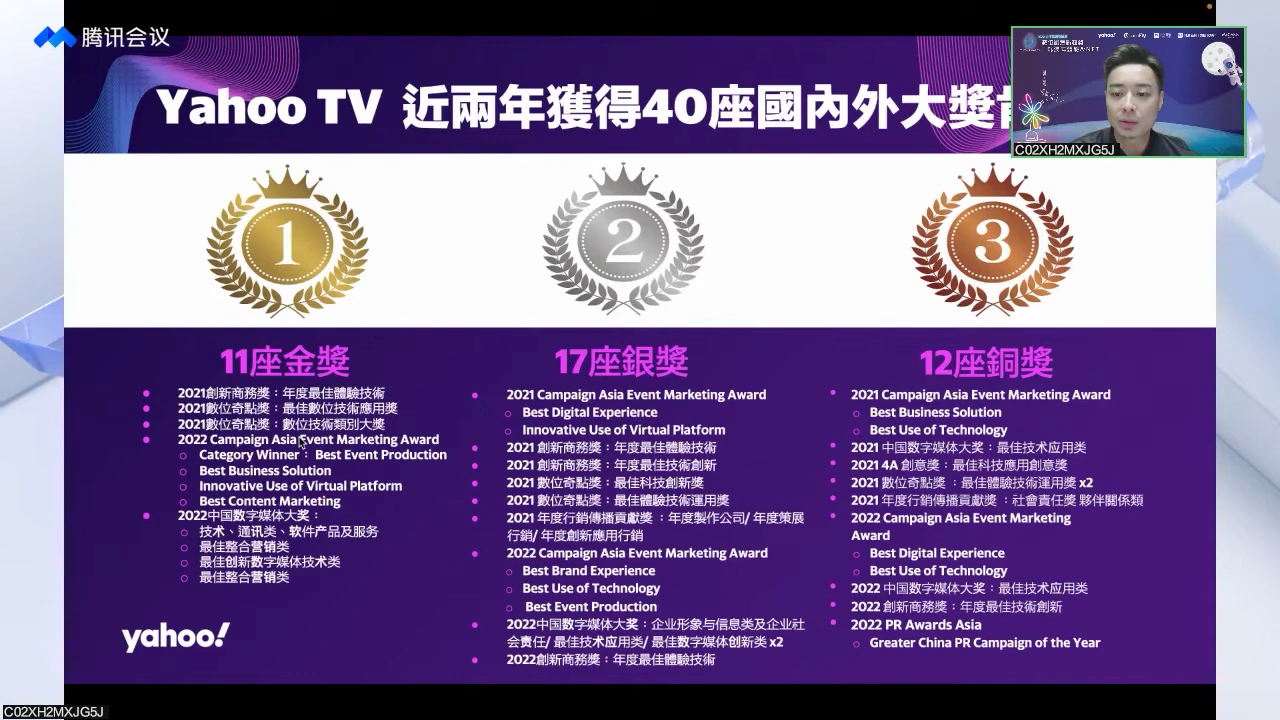 腾讯会议
Yahoo TV 近兩年獲得40座國內外大獎
yahoo!
C02XH2MXJG5J
1
2
3
11座金獎
2021創新商務獎：年度最佳體驗技術
2021數位奇點獎：最佳數位技術應用獎
2021數位奇點獎：數位技術類別大獎
2022 Campaign Asia Event Marketing Award
Category Winner： Best Event Production
Best Business Solution
Innovative Use of Virtual Platform
Best Content Marketing
2022中国数字媒体大奖：
技术、通讯类、软件产品及服务
最佳整合营销类
最佳创新数字媒体技术类
最佳整合营销类
yahoo!
17座銀獎
2021 Campaign Asia Event Marketing Award
Best Digital Experience
Innovative Use of Virtual Platform
2021 創新商務獎：年度最佳體驗技術
2021 創新商務獎：年度最佳技術創新
2021 數位奇點獎：最佳科技創新獎
2021 數位奇點獎：最佳體驗技術運用獎
2021 年度行銷傳播貢獻獎 ：年度製作公司/ 年度策展
行銷/ 年度創新應用行銷
2022 Campaign Asia Event Marketing Award
Best Brand Experience
Best Use of Technology
Best Event Production
2022中国数字媒体大奖：企业形象与信息类及企业社
会责任/ 最佳技术应用类/ 最佳数字媒体创新类 x2
2022創新商務獎：年度最佳體驗技術
12座銅獎
2021 Campaign Asia Event Marketing Award
Best Business Solution
Best Use of Technology
2021 中国数字媒体大奖：最佳技术应用类
2021 4A 創意獎：最佳科技應用創意獎
2021 數位奇點獎 ：最佳體驗技術運用獎 x2
2021 年度行銷傳播貢獻獎 ：社會責任獎 夥伴關係類
2022 Campaign Asia Event Marketing
Award
Best Digital Experience
Best Use of Technology
2022 中国数字媒体大奖：最佳技术应用类
2022 創新商務獎：年度最佳技術創新
2022 PR Awards Asia
Greater China PR Campaign of the Year
C02XH2MXJG5J